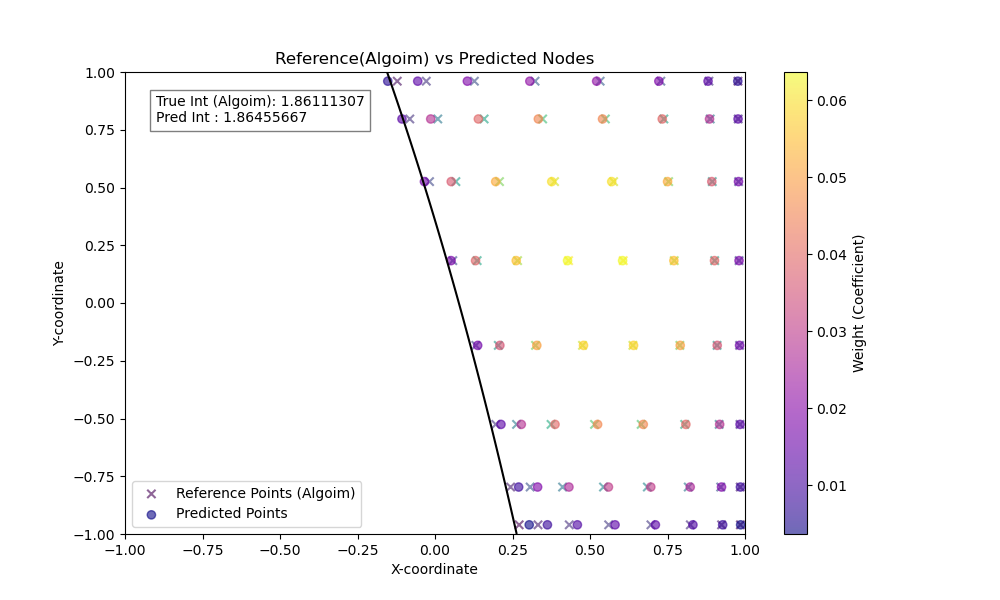 Reference(Algoim) vs Predicted Nodes
True Int (Algoim): 1.86111307
Pred Int : 1.86455667
1.00
0.75
0.50
0.25
0.00
−0.25
−0.50
−0.75
−1.00
Y-coordinate
Reference Points (Algoim)
Predicted Points
−1.00 −0.75 −0.50 −0.25 0.00 0.25 0.50 0.75 1.00
X-coordinate
0.06
0.05
0.04
0.03
0.02
0.01
Weight (Coefficient)